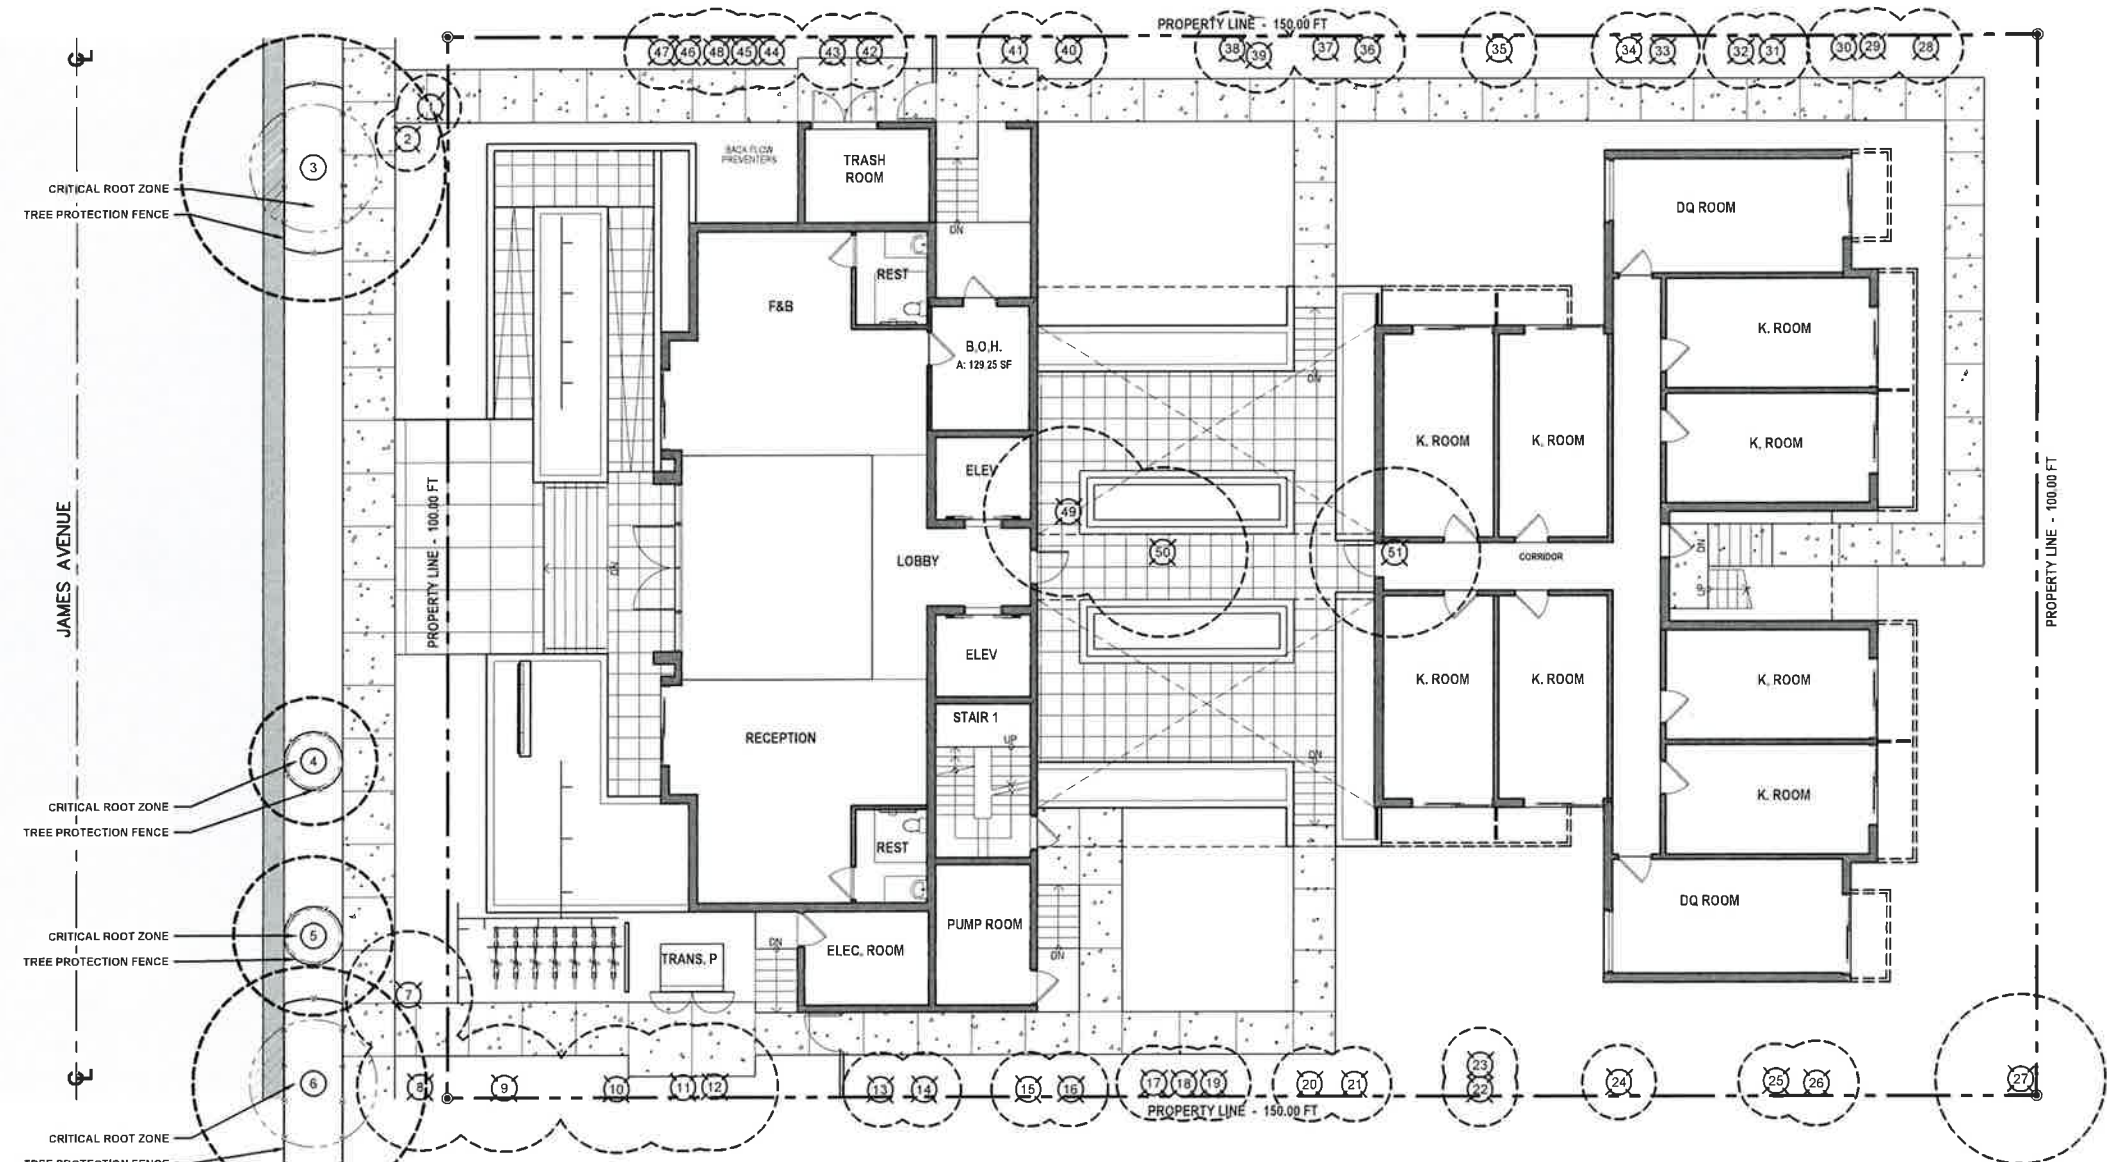 PROPERTY LINE - 150.00 FT
47
46
48
45
44
43
42
41
40
38
39
37
36
35
34
33
32
31
30
29
28
1
2
3
CRITICAL ROOT ZONE
TREE PROTECTION FENCE
BACK FLOW
PREVENTERS
TRASH
ROOM
DN
REST
F&B
B.O.H.
A: 129.25 SF
DN
DQ ROOM
K. ROOM
K. ROOM
K. ROOM
K. ROOM
JAMES AVENUE
PROPERTY LINE - 100.00 FT
DN
ELEV
LOBBY
49
50
51
CORRIDOR
DN
UP
PROPERTY LINE - 100.00 FT
ELEV
STAIR 1
UP
RECEPTION
K. ROOM
K. ROOM
K. ROOM
K. ROOM
DN
4
CRITICAL ROOT ZONE
TREE PROTECTION FENCE
REST
DQ ROOM
5
CRITICAL ROOT ZONE
TREE PROTECTION FENCE
TRANS. P
DN
ELEC. ROOM
PUMP ROOM
DN
7
6
8
9
10
11
12
13
14
15
16
17
18
19
20
21
23
22
24
25
26
27
PROPERTY LINE - 150.00 FT
CRITICAL ROOT ZONE
TREE PROTECTION FENCE